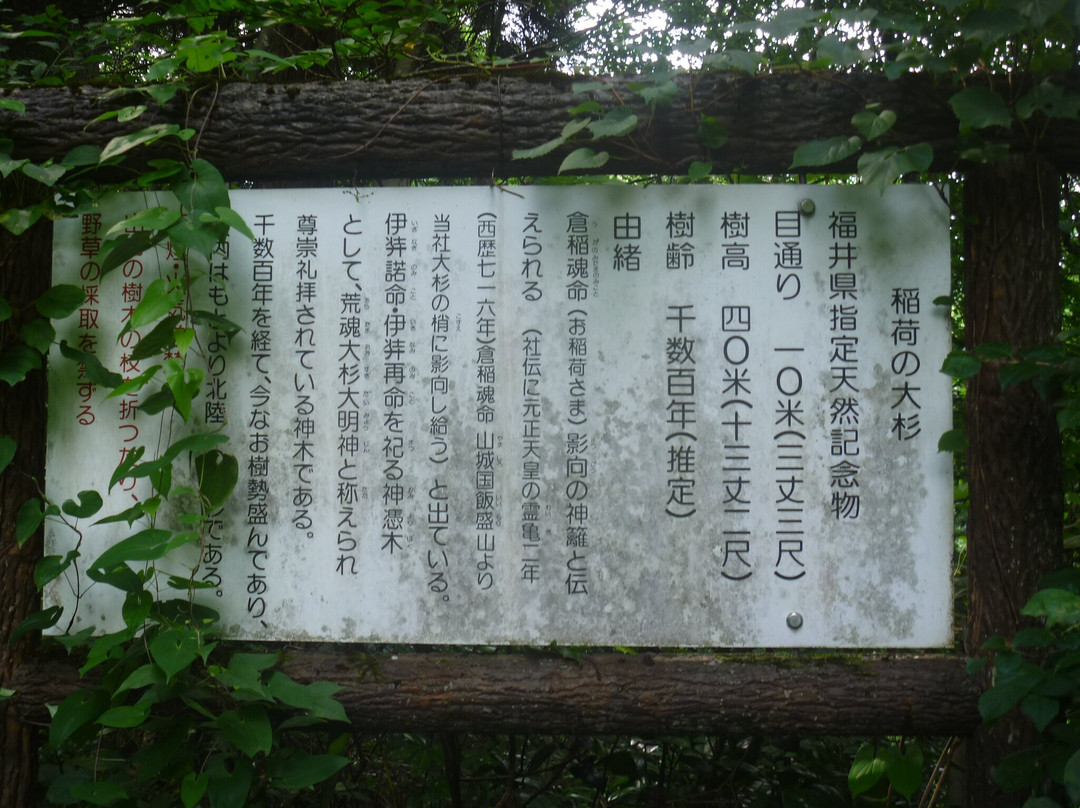 稲荷の大杉
福井県指定天然記念物
目通り 一〇米(三丈三尺)
樹高 四〇米(十三丈二尺)
樹齢 千数百年(推定)
由緒
倉稲魂命(お稲荷さま)影向の神籬と伝
えられる (社伝に元正天皇の霊亀二年
(西歴七一六年)倉稲魂命 山城国飯盛山より
当社大杉の梢に影向し給う)と出ている。
伊弉諾命・伊弉再命を祀る神憑木
として、荒魂大杉大明神と称えられ
尊崇礼拝されている神木である。
千数百年を経て、今なお樹勢盛んであり、
内はもとより北陸 である。
の樹木の枝を折つたり、
野草の採取を禁ずる